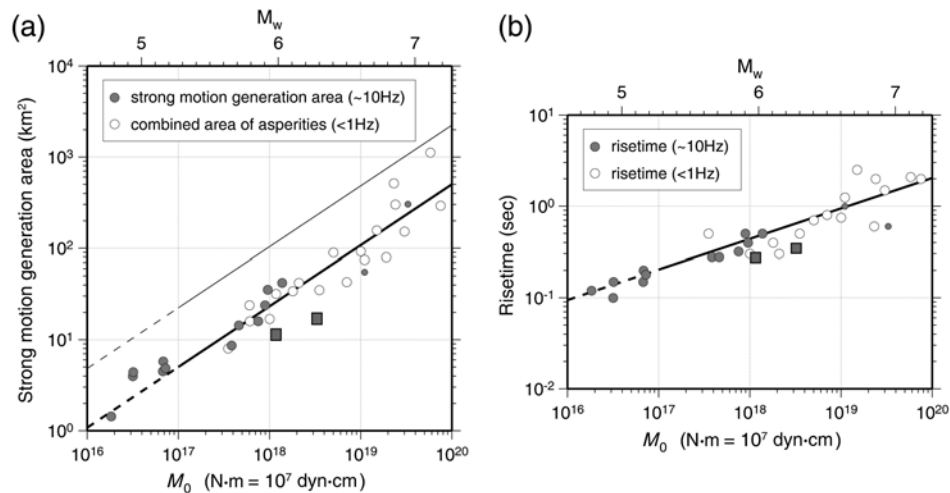 (a)
M_w
5 6 7
10⁴
10³
10²
10¹
10⁰
Strong motion generation area (km²)
strong motion generation area (~10Hz)
combined area of asperities (<1Hz)
10¹⁶ 10¹⁷ 10¹⁸ 10¹⁹ 10²⁰
M₀ (N·m = 10⁷ dyn·cm)
(b)
M_w
5 6 7
10¹
10⁰
10⁻¹
10⁻²
Risetime (sec)
risetime (~10Hz)
risetime (<1Hz)
10¹⁶ 10¹⁷ 10¹⁸ 10¹⁹ 10²⁰
M₀ (N·m = 10⁷ dyn·cm)